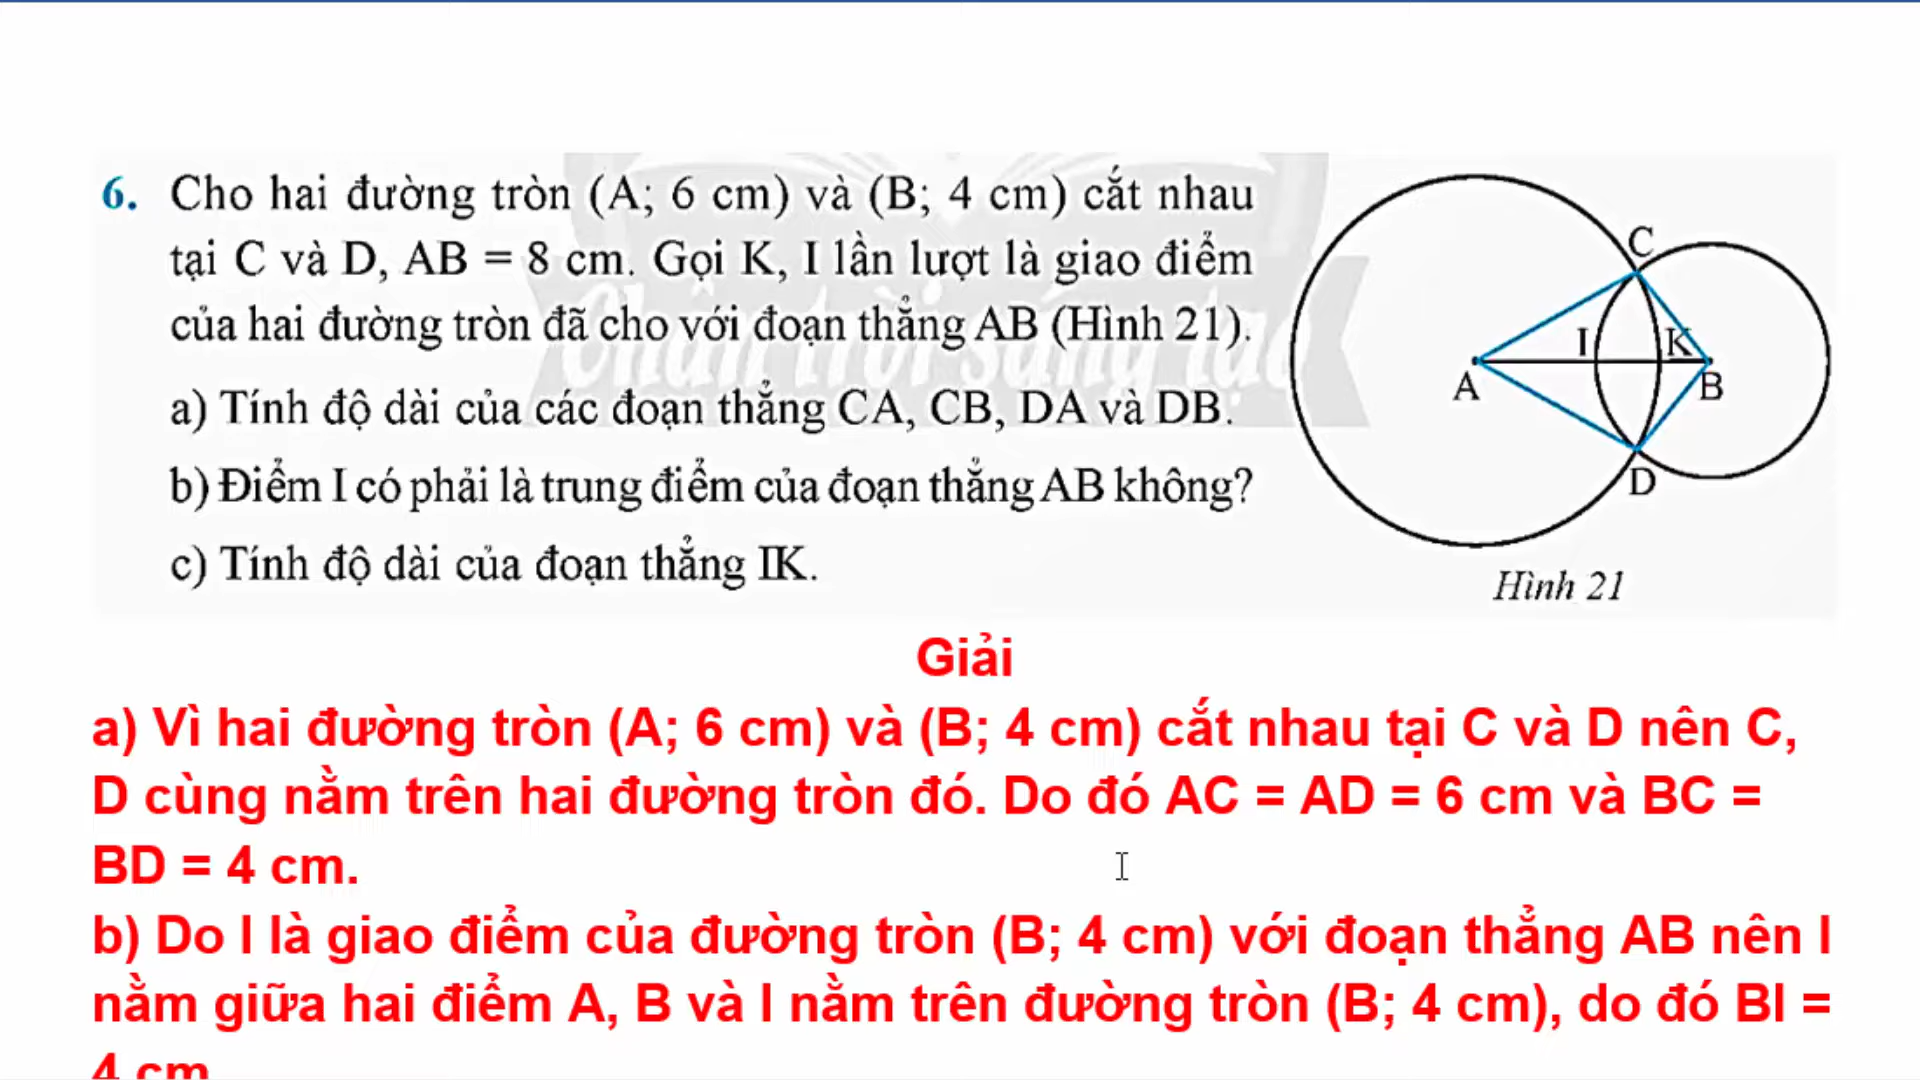 6. Cho hai đường tròn (A; 6 cm) và (B; 4 cm) cắt nhau
tại C và D, AB = 8 cm. Gọi K, I lần lượt là giao điểm
của hai đường tròn đã cho với đoạn thẳng AB (Hình 21).
a) Tính độ dài của các đoạn thẳng CA, CB, DA và DB.
b) Điểm I có phải là trung điểm của đoạn thẳng AB không?
c) Tính độ dài của đoạn thẳng IK.
Chân trời sáng tạo
C
I
K
A
B
D
Hình 21
Giải
a) Vì hai đường tròn (A; 6 cm) và (B; 4 cm) cắt nhau tại C và D nên C,
D cùng nằm trên hai đường tròn đó. Do đó AC = AD = 6 cm và BC =
BD = 4 cm.
b) Do I là giao điểm của đường tròn (B; 4 cm) với đoạn thẳng AB nên I
nằm giữa hai điểm A, B và I nằm trên đường tròn (B; 4 cm), do đó BI =
4 cm